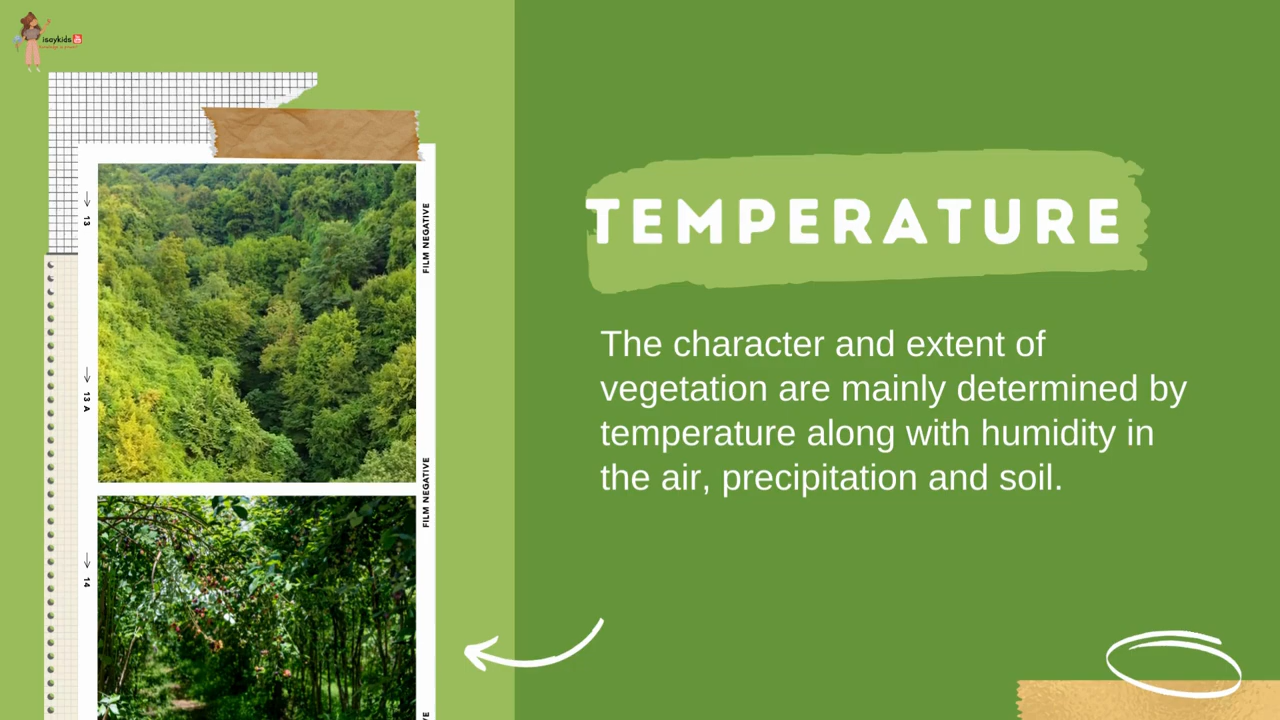 isaykids
TEMPERATURE
The character and extent of
vegetation are mainly determined by
temperature along with humidity in
the air, precipitation and soil.
13
13 A
14
FILM NEGATIVE
FILM NEGATIVE